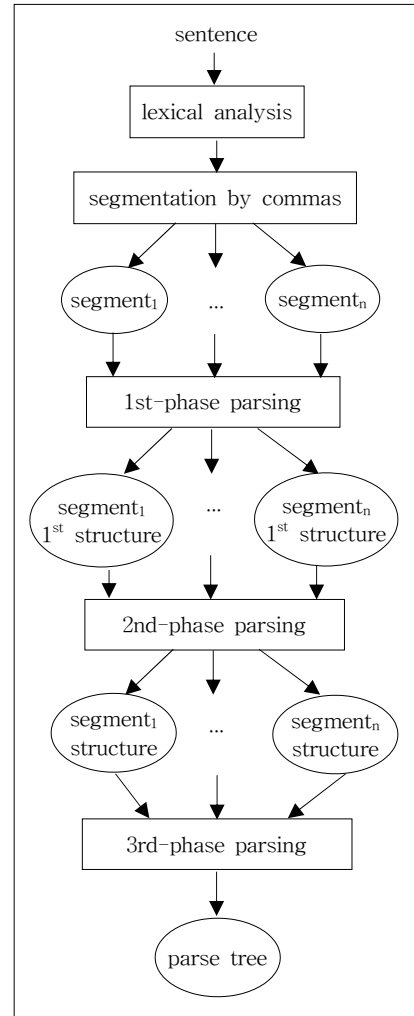 sentence
lexical analysis
segmentation by commas
segment₁ ... segmentₙ
1st-phase parsing
segment₁ ... segmentₙ
1ˢᵗ structure 1ˢᵗ structure
2nd-phase parsing
segment₁ ... segmentₙ
structure structure
3rd-phase parsing
parse tree